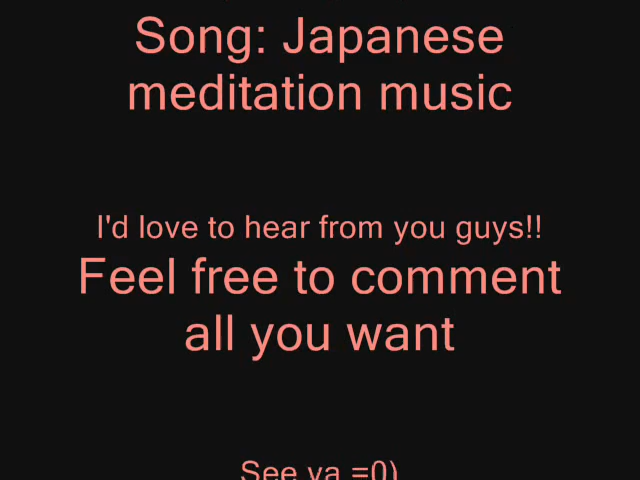 Song: Japanese
meditation music
I'd love to hear from you guys!!
Feel free to comment
all you want
See ya =0)